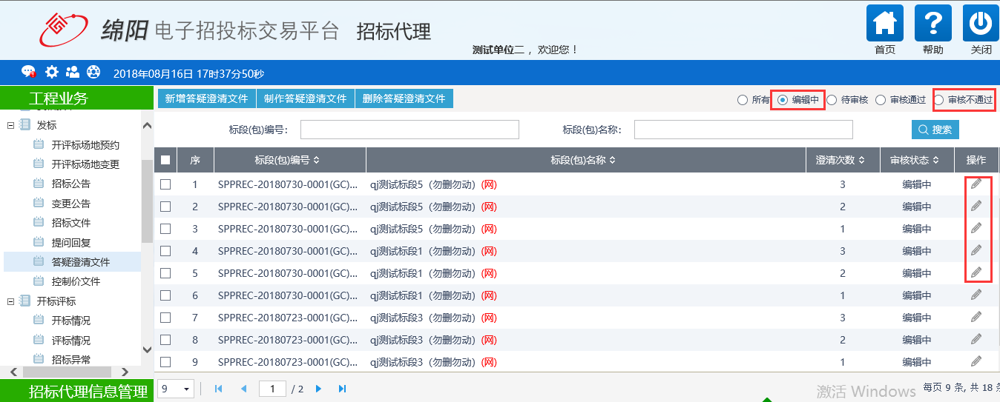 绵阳 电子招投标交易平台 招标代理
测试单位二 ，欢迎您！
首页 帮助 关闭
2018年08月16日 17时37分50秒
工程业务
新增答疑澄清文件 制作答疑澄清文件 删除答疑澄清文件
所有 编辑中 待审核 审核通过 审核不通过
标段(包)编号： 标段(包)名称： 搜索
发标
开评标场地预约
开评标场地变更
招标公告
变更公告
招标文件
提问回复
答疑澄清文件
控制价文件
开标评标
开标情况
评标情况
招标异常
招标代理信息管理
序 标段(包)编号 标段(包)名称 澄清次数 审核状态 操作
1 SPPREC-20180730-0001(GC)... qj测试标段5（勿删勿动）(网) 3 编辑中
2 SPPREC-20180730-0001(GC)... qj测试标段5（勿删勿动）(网) 2 编辑中
3 SPPREC-20180730-0001(GC)... qj测试标段5（勿删勿动）(网) 1 编辑中
4 SPPREC-20180730-0001(GC)... qj测试标段1（勿删勿动）(网) 3 编辑中
5 SPPREC-20180730-0001(GC)... qj测试标段1（勿删勿动）(网) 2 编辑中
6 SPPREC-20180730-0001(GC)... qj测试标段1（勿删勿动）(网) 1 编辑中
7 SPPREC-20180723-0001(GC)... qj测试标段3（勿删勿动）(网) 3 编辑中
8 SPPREC-20180723-0001(GC)... qj测试标段3（勿删勿动）(网) 2 编辑中
9 SPPREC-20180723-0001(GC)... qj测试标段3（勿删勿动）(网) 1 编辑中
9 1 / 2 激活 Windows 每页 9 条, 共 18